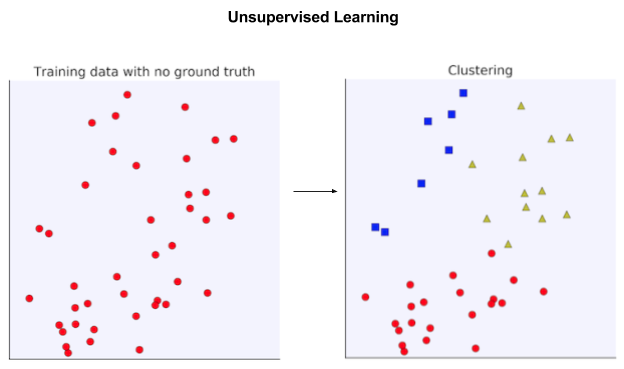 Unsupervised Learning
Training data with no ground truth
Clustering